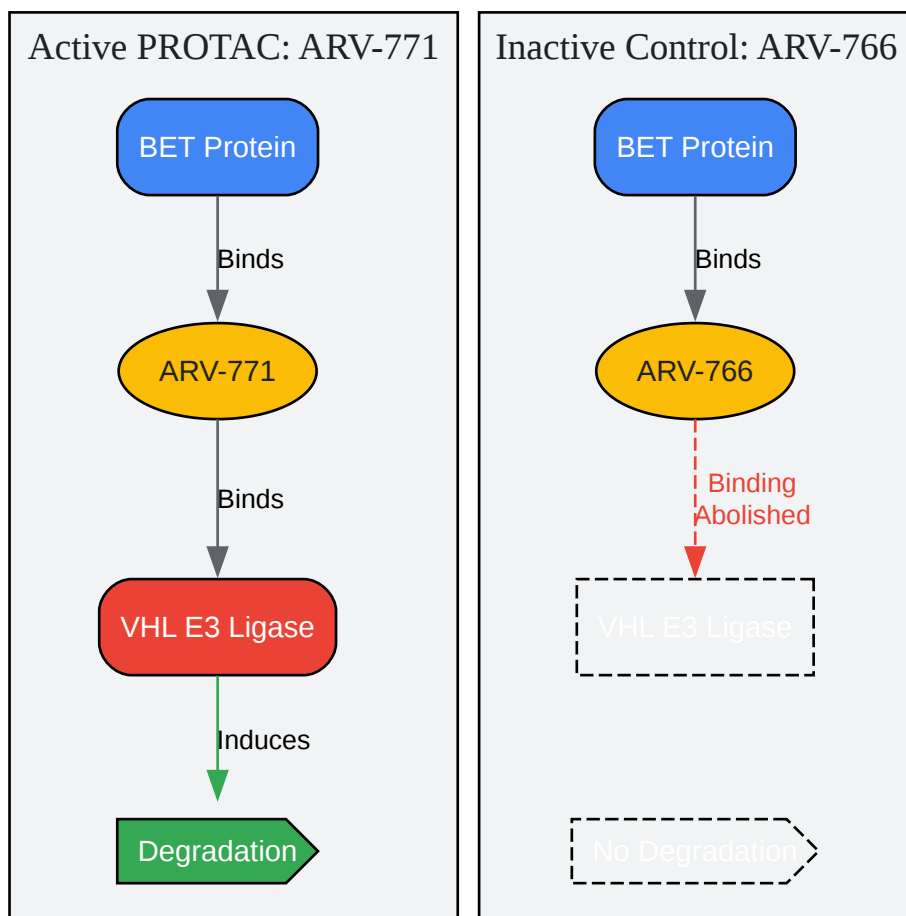 Active PROTAC: ARV-771
BET Protein
Binds
ARV-771
Binds
VHL E3 Ligase
Induces
Degradation
Inactive Control: ARV-766
BET Protein
Binds
ARV-766
Binding
Abolished
VHL E3 Ligase
No Degradation